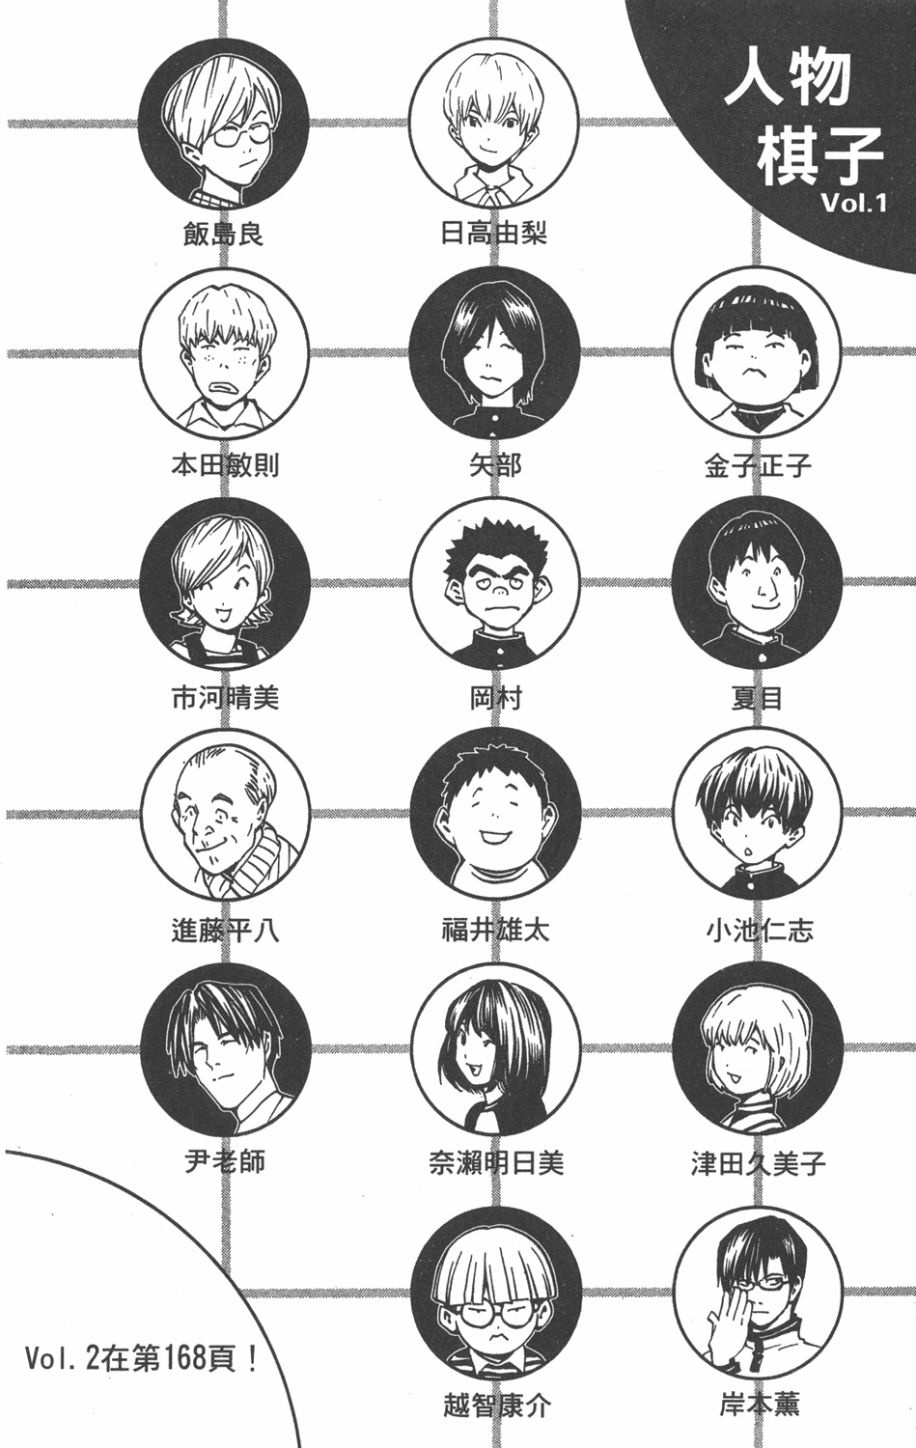 人物
棋子
Vol.1
飯島良
日高由梨
本田敏則
矢部
金子正子
市河晴美
岡村
夏目
進藤平八
福井雄太
小池仁志
尹老師
奈瀨明日美
津田久美子
越智康介
岸本薰
Vol. 2在第168頁！